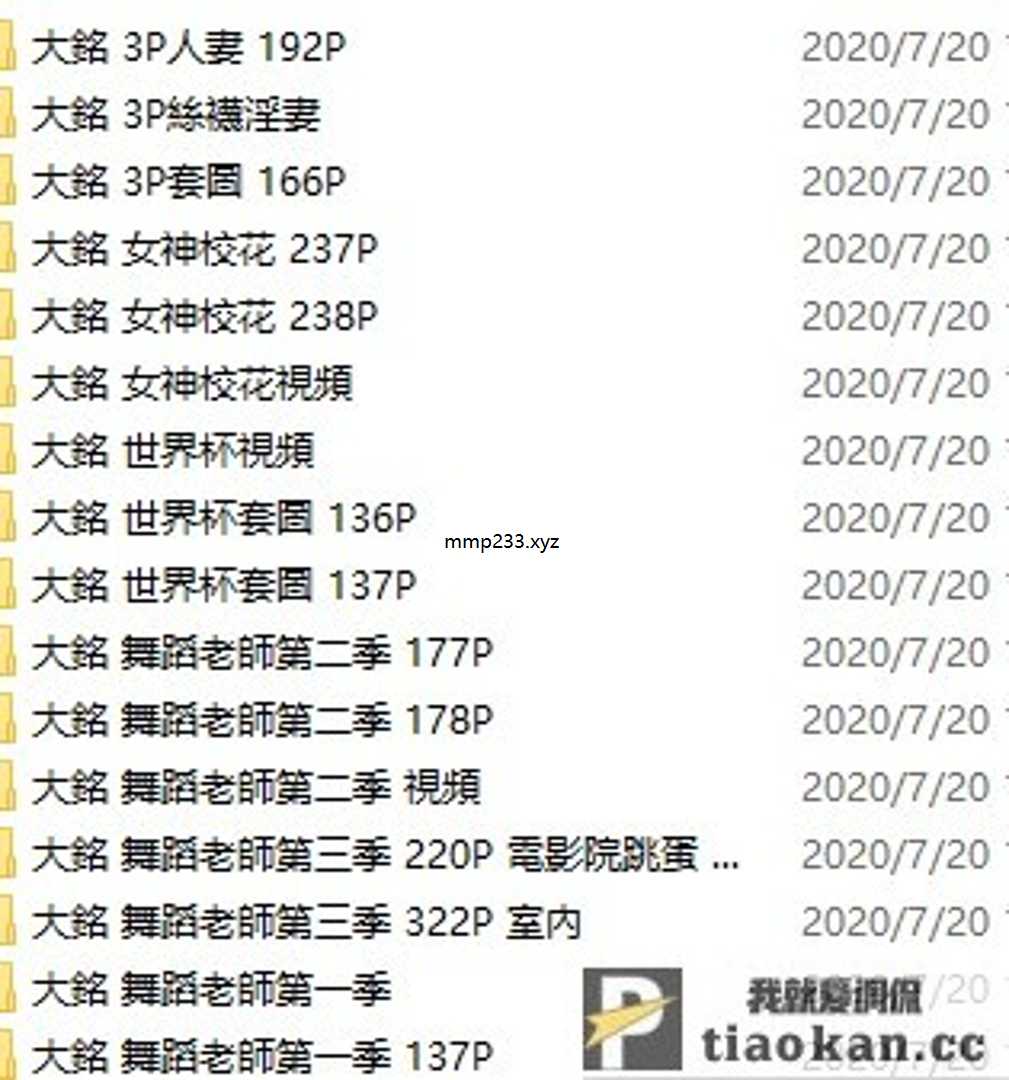 大銘 3P人妻 192P 2020/7/20
大銘 3P絲襪淫妻 2020/7/20
大銘 3P套圖 166P 2020/7/20
大銘 女神校花 237P 2020/7/20
大銘 女神校花 238P 2020/7/20
大銘 女神校花視頻 2020/7/20
大銘 世界杯視頻 2020/7/20
大銘 世界杯套圖 136P 2020/7/20
mmp233.xyz
大銘 世界杯套圖 137P 2020/7/20
大銘 舞蹈老師第二季 177P 2020/7/20
大銘 舞蹈老師第二季 178P 2020/7/20
大銘 舞蹈老師第二季 視頻 2020/7/20
大銘 舞蹈老師第三季 220P 電影院跳蛋 ... 2020/7/20
大銘 舞蹈老師第三季 322P 室内 2020/7/20
大銘 舞蹈老師第一季 /7/20
我就愛調侃
大銘 舞蹈老師第一季 137P
tiaokan.cc